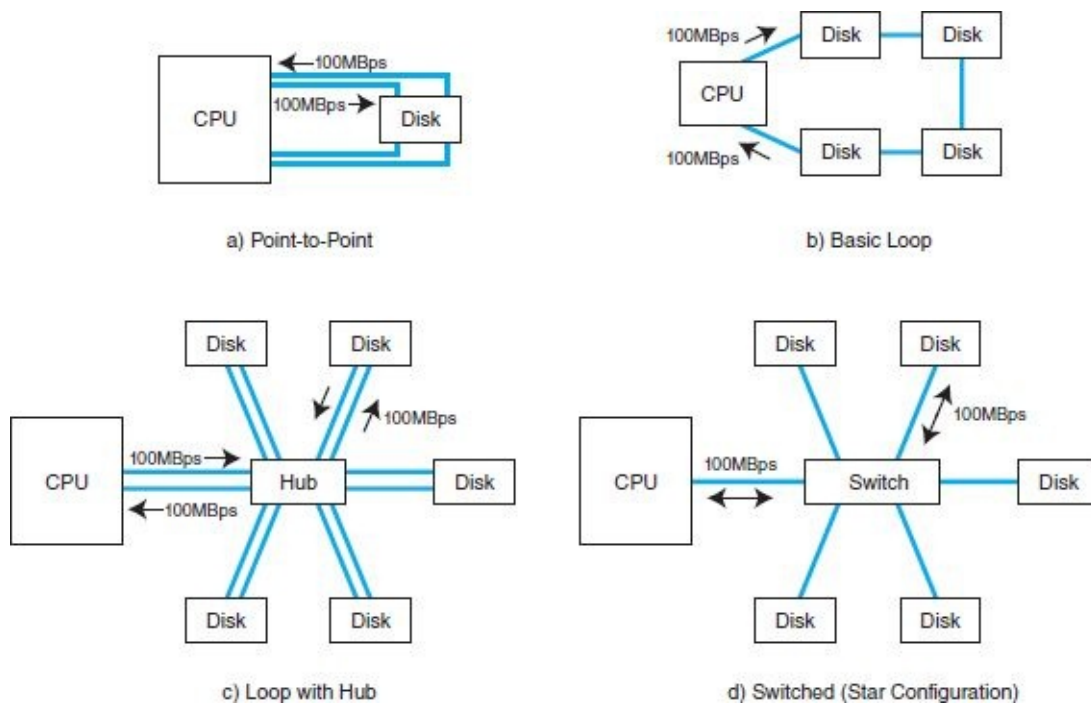 100MBps
CPU
100MBps
Disk
a) Point-to-Point
100MBps
Disk
Disk
CPU
100MBps
Disk
Disk
b) Basic Loop
Disk
Disk
100MBps
100MBps
CPU
Hub
Disk
100MBps
Disk
Disk
c) Loop with Hub
Disk
Disk
100MBps
100MBps
CPU
Switch
Disk
Disk
Disk
d) Switched (Star Configuration)